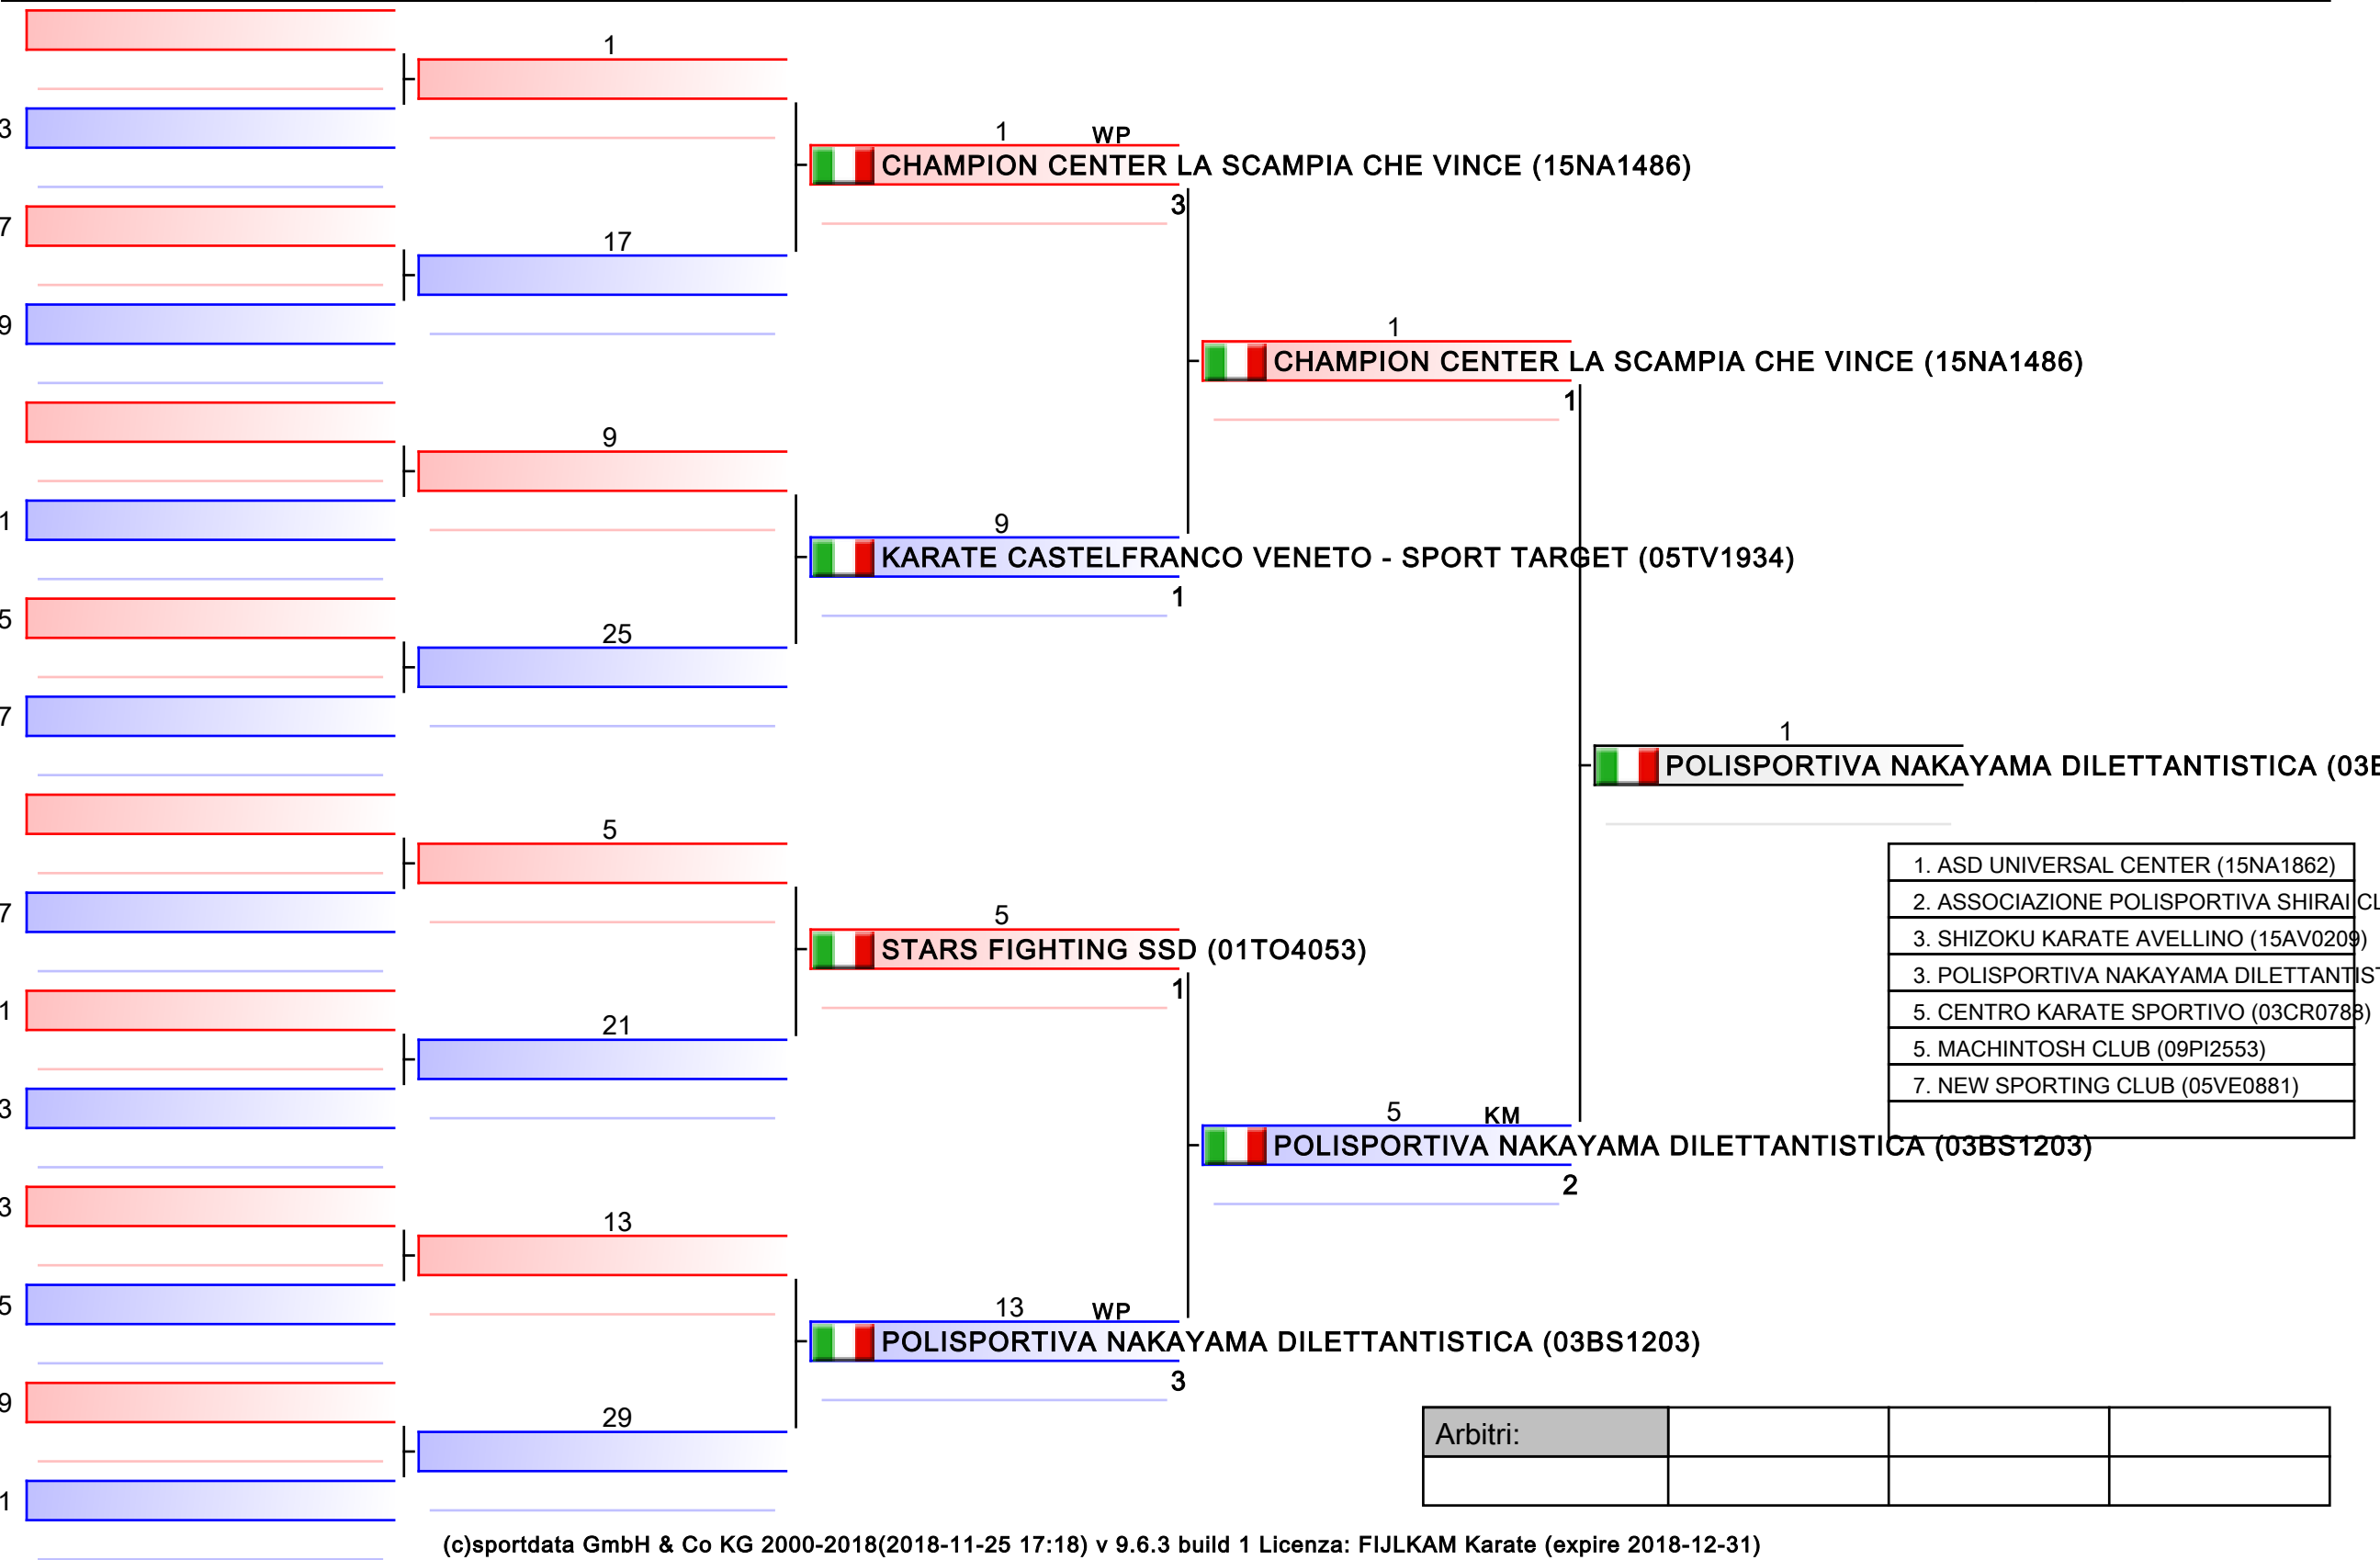 1
3
1 WP
CHAMPION CENTER LA SCAMPIA CHE VINCE (15NA1486)
3
7
17
9
1
CHAMPION CENTER LA SCAMPIA CHE VINCE (15NA1486)
1
9
1
9
KARATE CASTELFRANCO VENETO - SPORT TARGET (05TV1934)
1
5
25
7
1
POLISPORTIVA NAKAYAMA DILETTANTISTICA (03B
5
1. ASD UNIVERSAL CENTER (15NA1862)
2. ASSOCIAZIONE POLISPORTIVA SHIRAI CL
3. SHIZOKU KARATE AVELLINO (15AV0209)
3. POLISPORTIVA NAKAYAMA DILETTANTIST
5. CENTRO KARATE SPORTIVO (03CR0788)
5. MACHINTOSH CLUB (09PI2553)
7. NEW SPORTING CLUB (05VE0881)
7
5
STARS FIGHTING SSD (01TO4053)
1
1
21
3
5 KM
POLISPORTIVA NAKAYAMA DILETTANTISTICA (03BS1203)
2
3
13
5
13 WP
POLISPORTIVA NAKAYAMA DILETTANTISTICA (03BS1203)
3
9
29
Arbitri:
1
(c)sportdata GmbH & Co KG 2000-2018(2018-11-25 17:18) v 9.6.3 build 1 Licenza: FIJLKAM Karate (expire 2018-12-31)